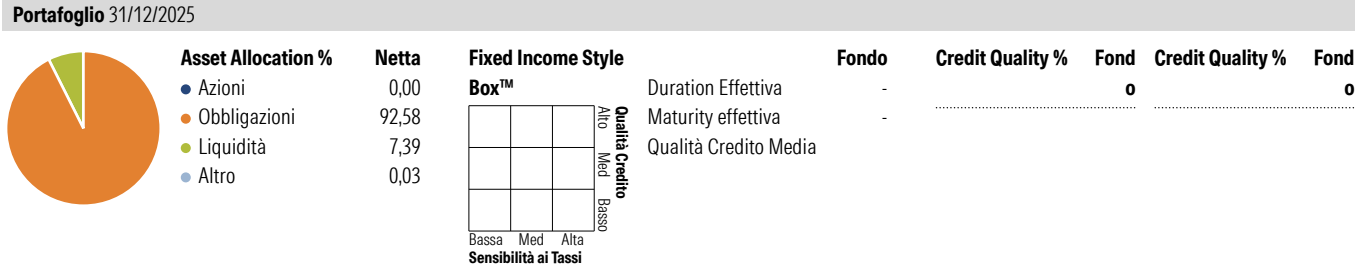 Portafoglio 31/12/2025
Asset Allocation % Netta
Azioni 0,00
Obbligazioni 92,58
Liquidità 7,39
Altro 0,03
Fixed Income Style
Box™
Alto Med Basso
Qualità Credito
Bassa Med Alta
Sensibilità ai Tassi
Fondo
Duration Effettiva -
Maturity effettiva -
Qualità Credito Media
Credit Quality % Fond
o
Credit Quality % Fond
o